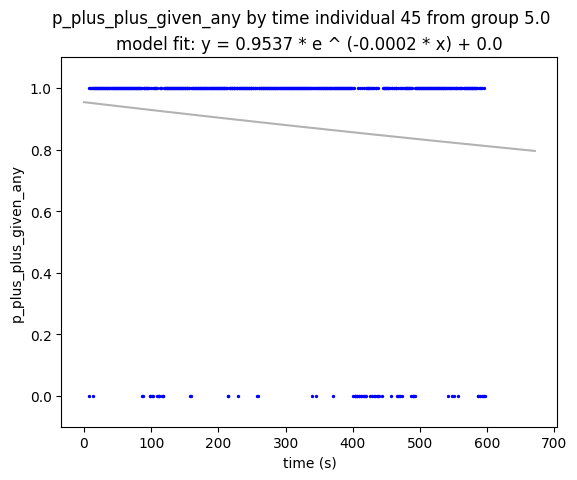 p_plus_plus_given_any by time individual 45 from group 5.0
model fit: y = 0.9537 * e ^ (-0.0002 * x) + 0.0
1.0
0.8
0.6
0.4
0.2
0.0
p_plus_plus_given_any
0 100 200 300 400 500 600 700
time (s)